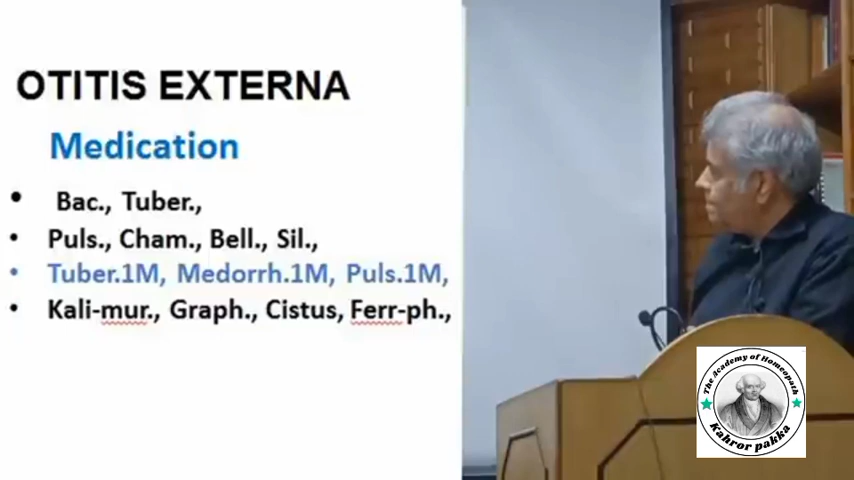 OTITIS EXTERNA
Medication
• Bac., Tuber.,
• Puls., Cham., Bell., Sil.,
• Tuber.1M, Medorrh.1M, Puls.1M,
• Kali-mur., Graph., Cistus, Ferr-ph.,
The Academy of Homeopath
Kahror pakka